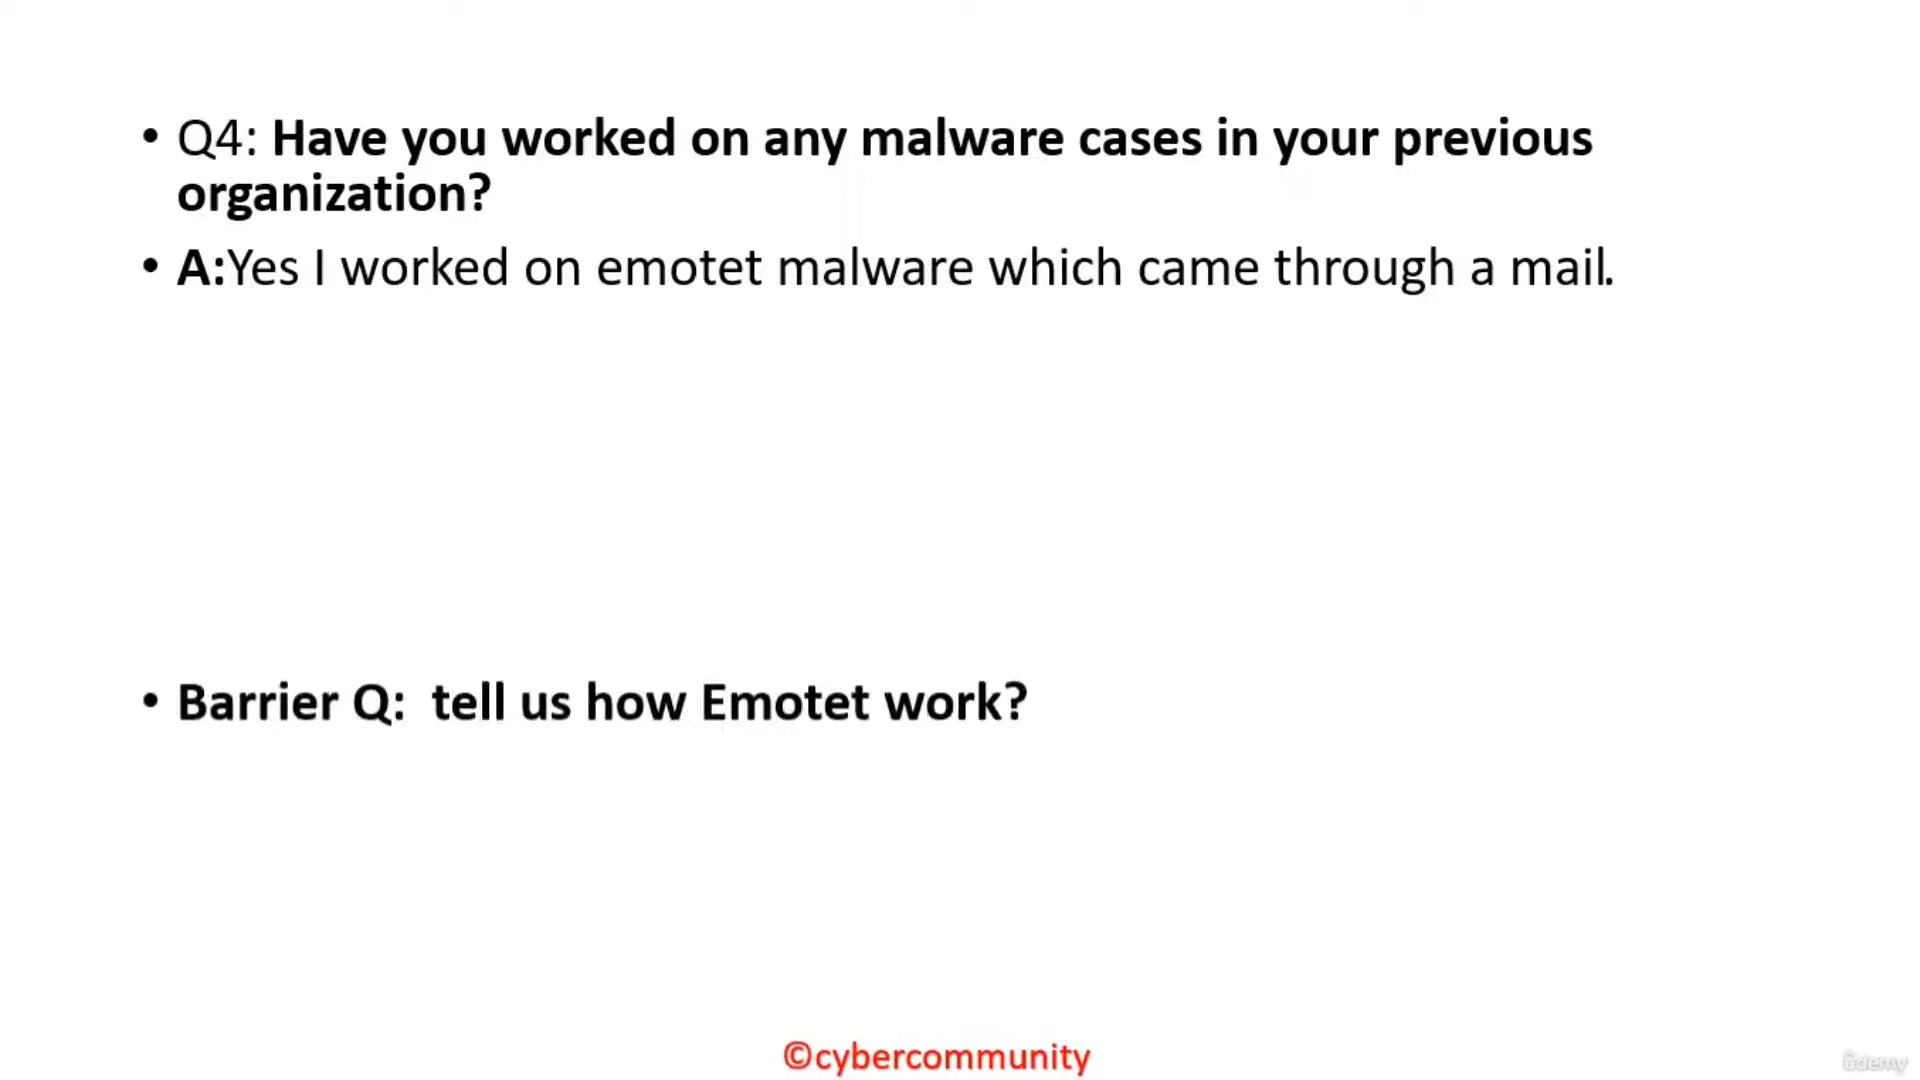 • Q4: Have you worked on any malware cases in your previous
organization?
• A:Yes I worked on emotet malware which came through a mail.
• Barrier Q:  tell us how Emotet work?
©cybercommunity
ûdemy